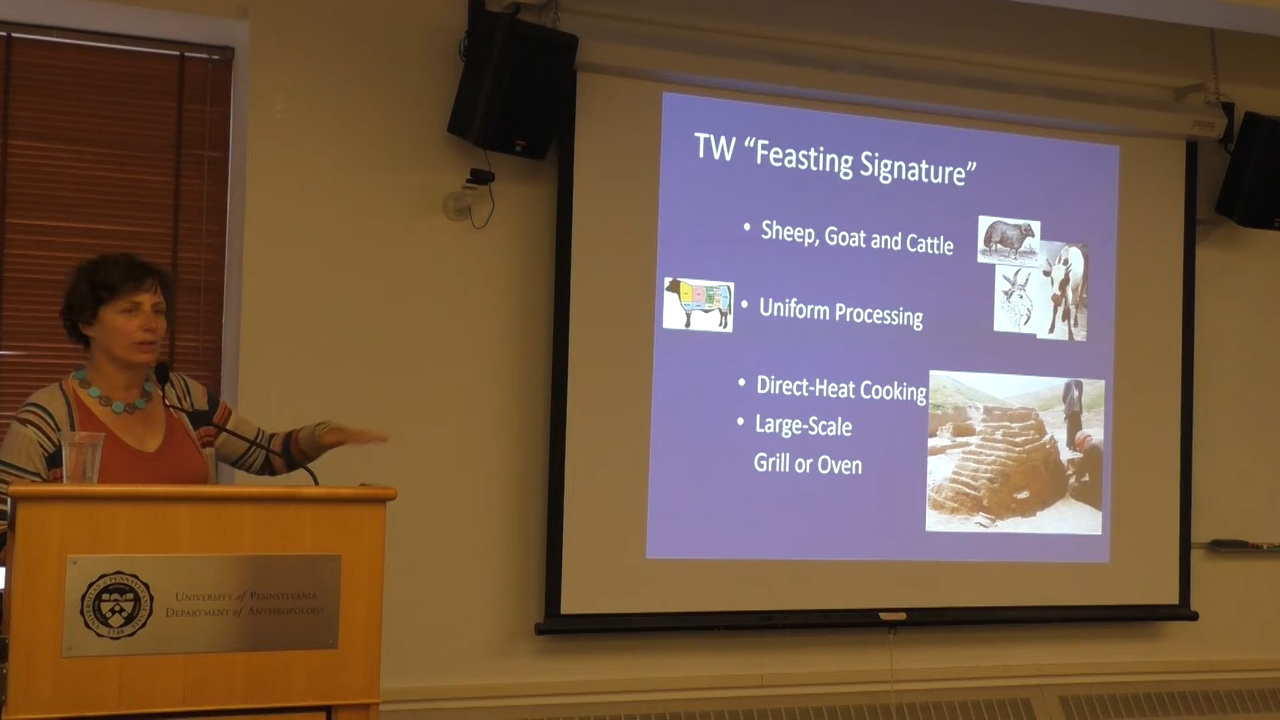 TW “Feasting Signature”
• Sheep, Goat and Cattle
• Uniform Processing
• Direct-Heat Cooking
• Large-Scale
Grill or Oven
UNIVERSITY of PENNSYLVANIA
DEPARTMENT of ANTHROPOLOGY
1740